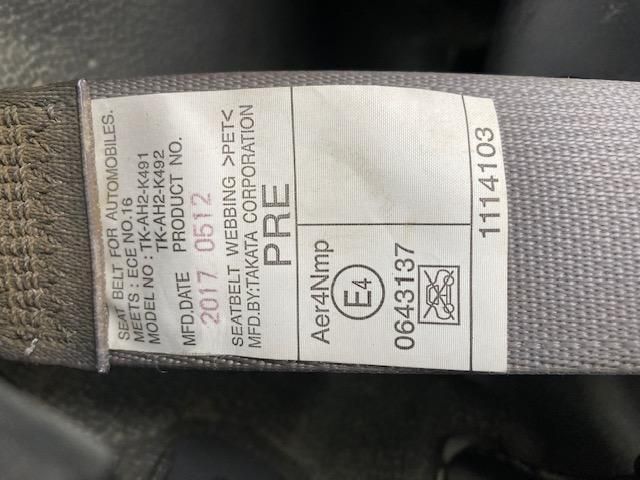 SEAT BELT FOR AUTOMOBILES.
MEETS : ECE NO.16
MODEL NO : TK-AH2-K491
TK-AH2-K492
MFD.DATE PRODUCT NO.
2017 0512
SEATBELT WEBBING >PET<
MFD.BY:TAKATA CORPORATION
PRE
Aer4Nmp
E4
0643137
1114103